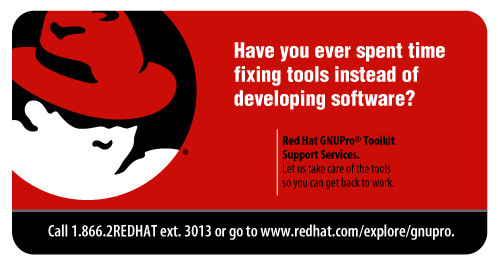 Have you ever spent time
fixing tools instead of
developing software?
Red Hat GNUPro® Toolkit
Support Services.
Let us take care of the tools
so you can get back to work.
Call 1.866.2REDHAT ext. 3013 or go to www.redhat.com/explore/gnupro.